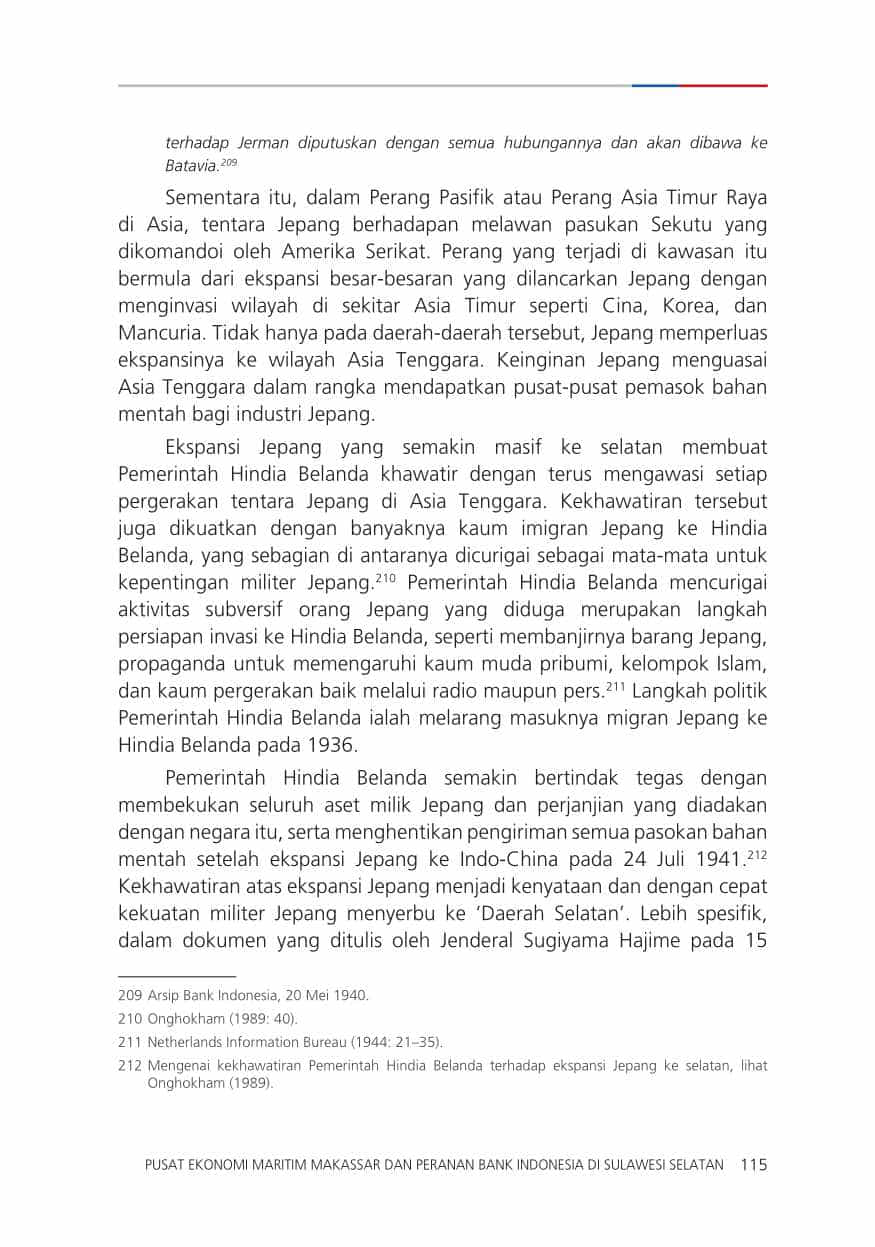 terhadap Jerman diputuskan dengan semua hubungannya dan akan dibawa ke
Batavia.209
Sementara itu, dalam Perang Pasifik atau Perang Asia Timur Raya
di Asia, tentara Jepang berhadapan melawan pasukan Sekutu yang
dikomandoi oleh Amerika Serikat. Perang yang terjadi di kawasan itu
bermula dari ekspansi besar-besaran yang dilancarkan Jepang dengan
menginvasi wilayah di sekitar Asia Timur seperti Cina, Korea, dan
Mancuria. Tidak hanya pada daerah-daerah tersebut, Jepang memperluas
ekspansinya ke wilayah Asia Tenggara. Keinginan Jepang menguasai
Asia Tenggara dalam rangka mendapatkan pusat-pusat pemasok bahan
mentah bagi industri Jepang.
Ekspansi Jepang yang semakin masif ke selatan membuat
Pemerintah Hindia Belanda khawatir dengan terus mengawasi setiap
pergerakan tentara Jepang di Asia Tenggara. Kekhawatiran tersebut
juga dikuatkan dengan banyaknya kaum imigran Jepang ke Hindia
Belanda, yang sebagian di antaranya dicurigai sebagai mata-mata untuk
kepentingan militer Jepang.210 Pemerintah Hindia Belanda mencurigai
aktivitas subversif orang Jepang yang diduga merupakan langkah
persiapan invasi ke Hindia Belanda, seperti membanjirnya barang Jepang,
propaganda untuk memengaruhi kaum muda pribumi, kelompok Islam,
dan kaum pergerakan baik melalui radio maupun pers.211 Langkah politik
Pemerintah Hindia Belanda ialah melarang masuknya migran Jepang ke
Hindia Belanda pada 1936.
Pemerintah Hindia Belanda semakin bertindak tegas dengan
membekukan seluruh aset milik Jepang dan perjanjian yang diadakan
dengan negara itu, serta menghentikan pengiriman semua pasokan bahan
mentah setelah ekspansi Jepang ke Indo-China pada 24 Juli 1941.212
Kekhawatiran atas ekspansi Jepang menjadi kenyataan dan dengan cepat
kekuatan militer Jepang menyerbu ke ‘Daerah Selatan’. Lebih spesifik,
dalam dokumen yang ditulis oleh Jenderal Sugiyama Hajime pada 15
209 Arsip Bank Indonesia, 20 Mei 1940.
210 Onghokham (1989: 40).
211 Netherlands Information Bureau (1944: 21–35).
212 Mengenai kekhawatiran Pemerintah Hindia Belanda terhadap ekspansi Jepang ke selatan, lihat
Onghokham (1989).
PUSAT EKONOMI MARITIM MAKASSAR DAN PERANAN BANK INDONESIA DI SULAWESI SELATAN 115